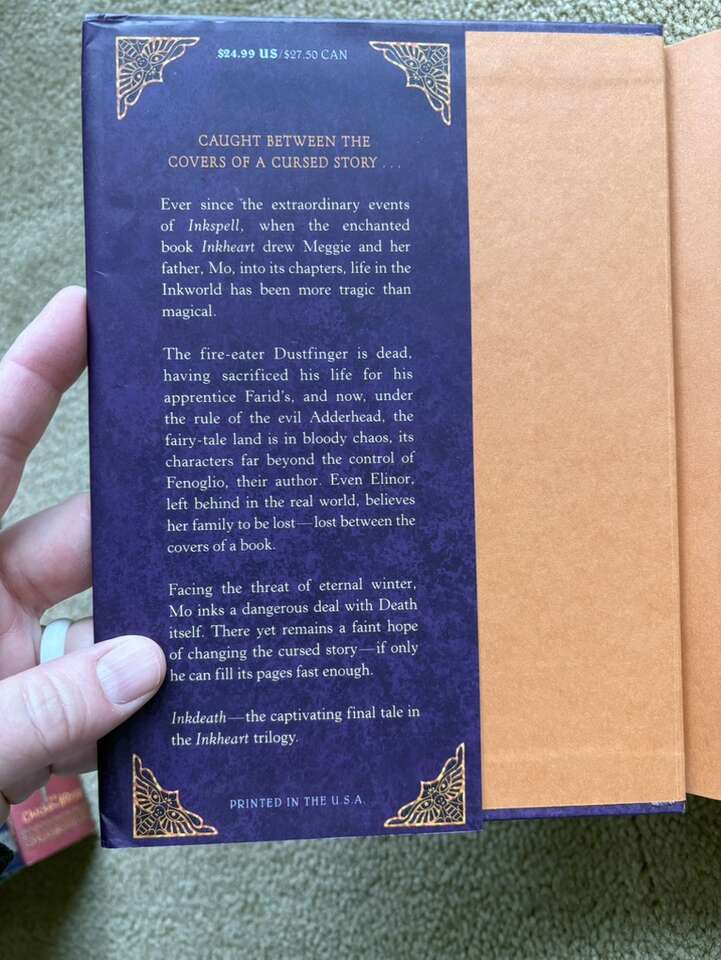 $24.99 US/$27.50 CAN
CAUGHT BETWEEN THE
COVERS OF A CURSED STORY . . .
Ever since the extraordinary events
of Inkspell, when the enchanted
book Inkheart drew Meggie and her
father, Mo, into its chapters, life in the
Inkworld has been more tragic than
magical.
The fire-eater Dustfinger is dead,
having sacrificed his life for his
apprentice Farid's, and now, under
the rule of the evil Adderhead, the
fairy-tale land is in bloody chaos, its
characters far beyond the control of
Fenoglio, their author. Even Elinor,
left behind in the real world, believes
her family to be lost—lost between the
covers of a book.
Facing the threat of eternal winter,
Mo inks a dangerous deal with Death
itself. There yet remains a faint hope
of changing the cursed story—if only
he can fill its pages fast enough.
Inkdeath—the captivating final tale in
the Inkheart trilogy.
PRINTED IN THE U.S.A.